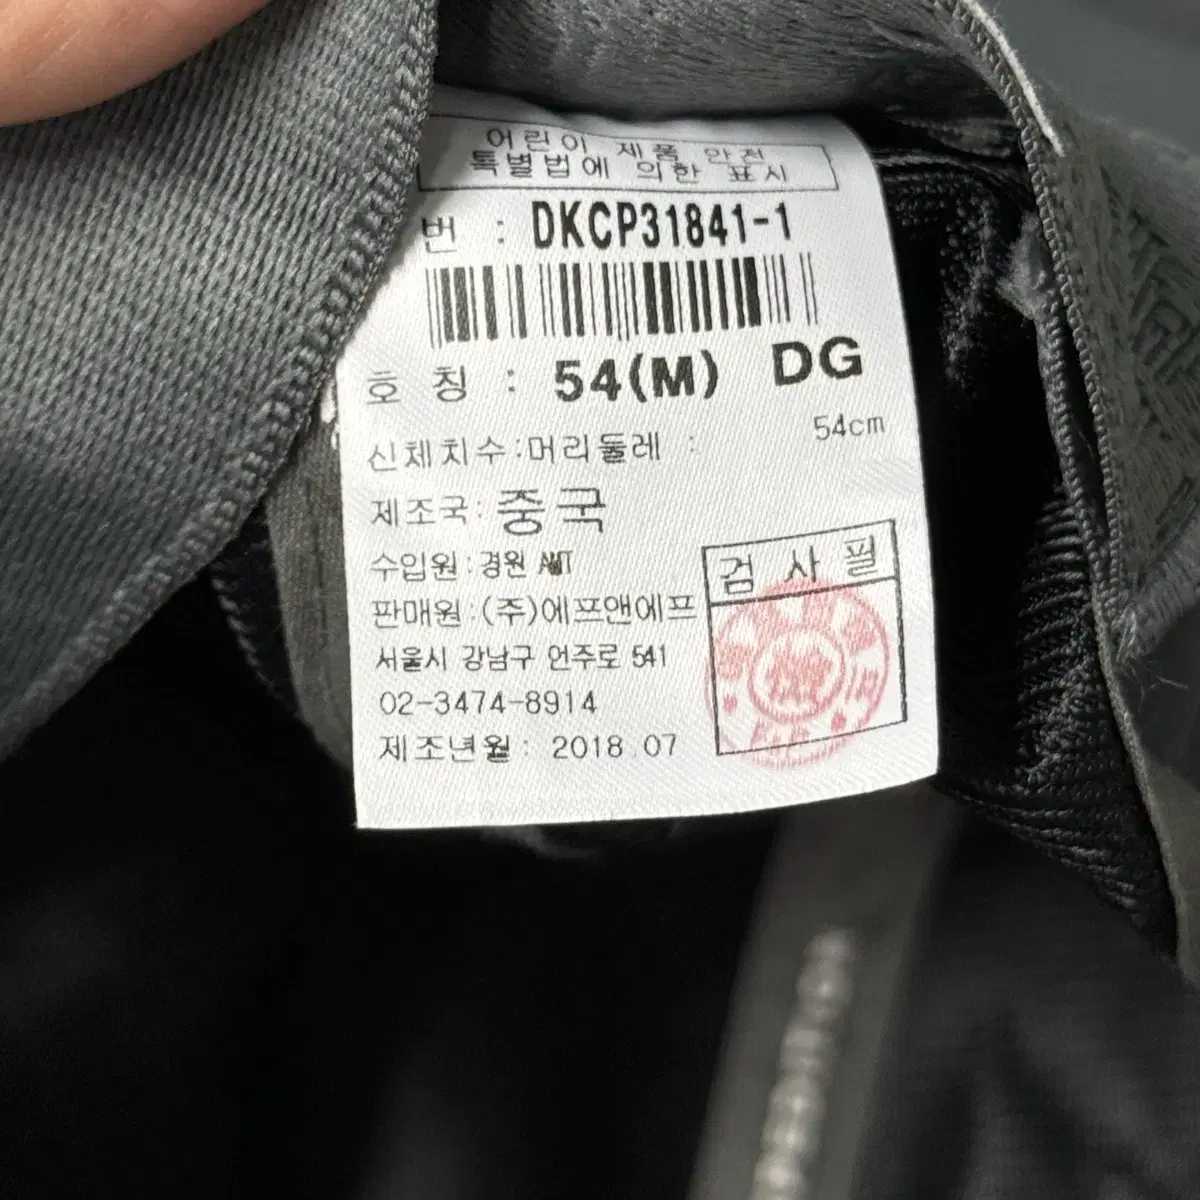 어린이 제품 안전
특별법에 의한 표시
번 : DKCP31841-1
호 칭 : 54(M) DG
신체치수:머리둘레 : 54cm
제조국: 중국
수입원:경원 AMT
판매원:(주)에프앤에프
서울시 강남구 언주로 541
02-3474-8914
제조년월: 2018.07
검 사 필